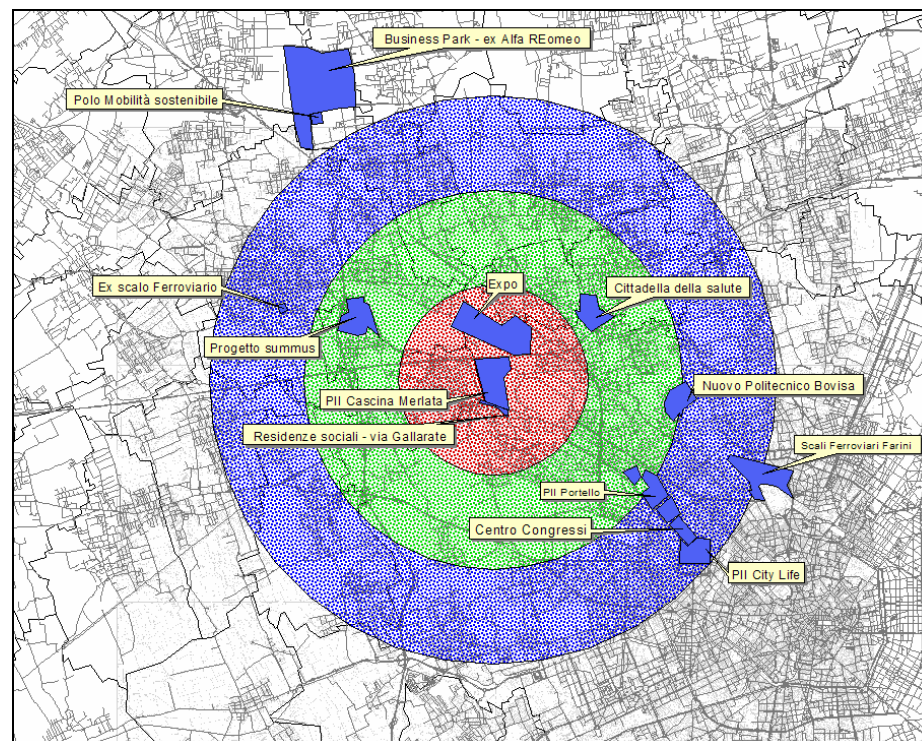 Business Park - ex Alfa REomeo
Polo Mobilità sostenibile
Expo
Ex scalo Ferroviario
Cittadella della salute
Progetto summus
Nuovo Politecnico Bovisa
PII Cascina Merlata
Residenze sociali - via Gallarate
Scali Ferroviari Farini
PII Portello
Centro Congressi
PII City Life